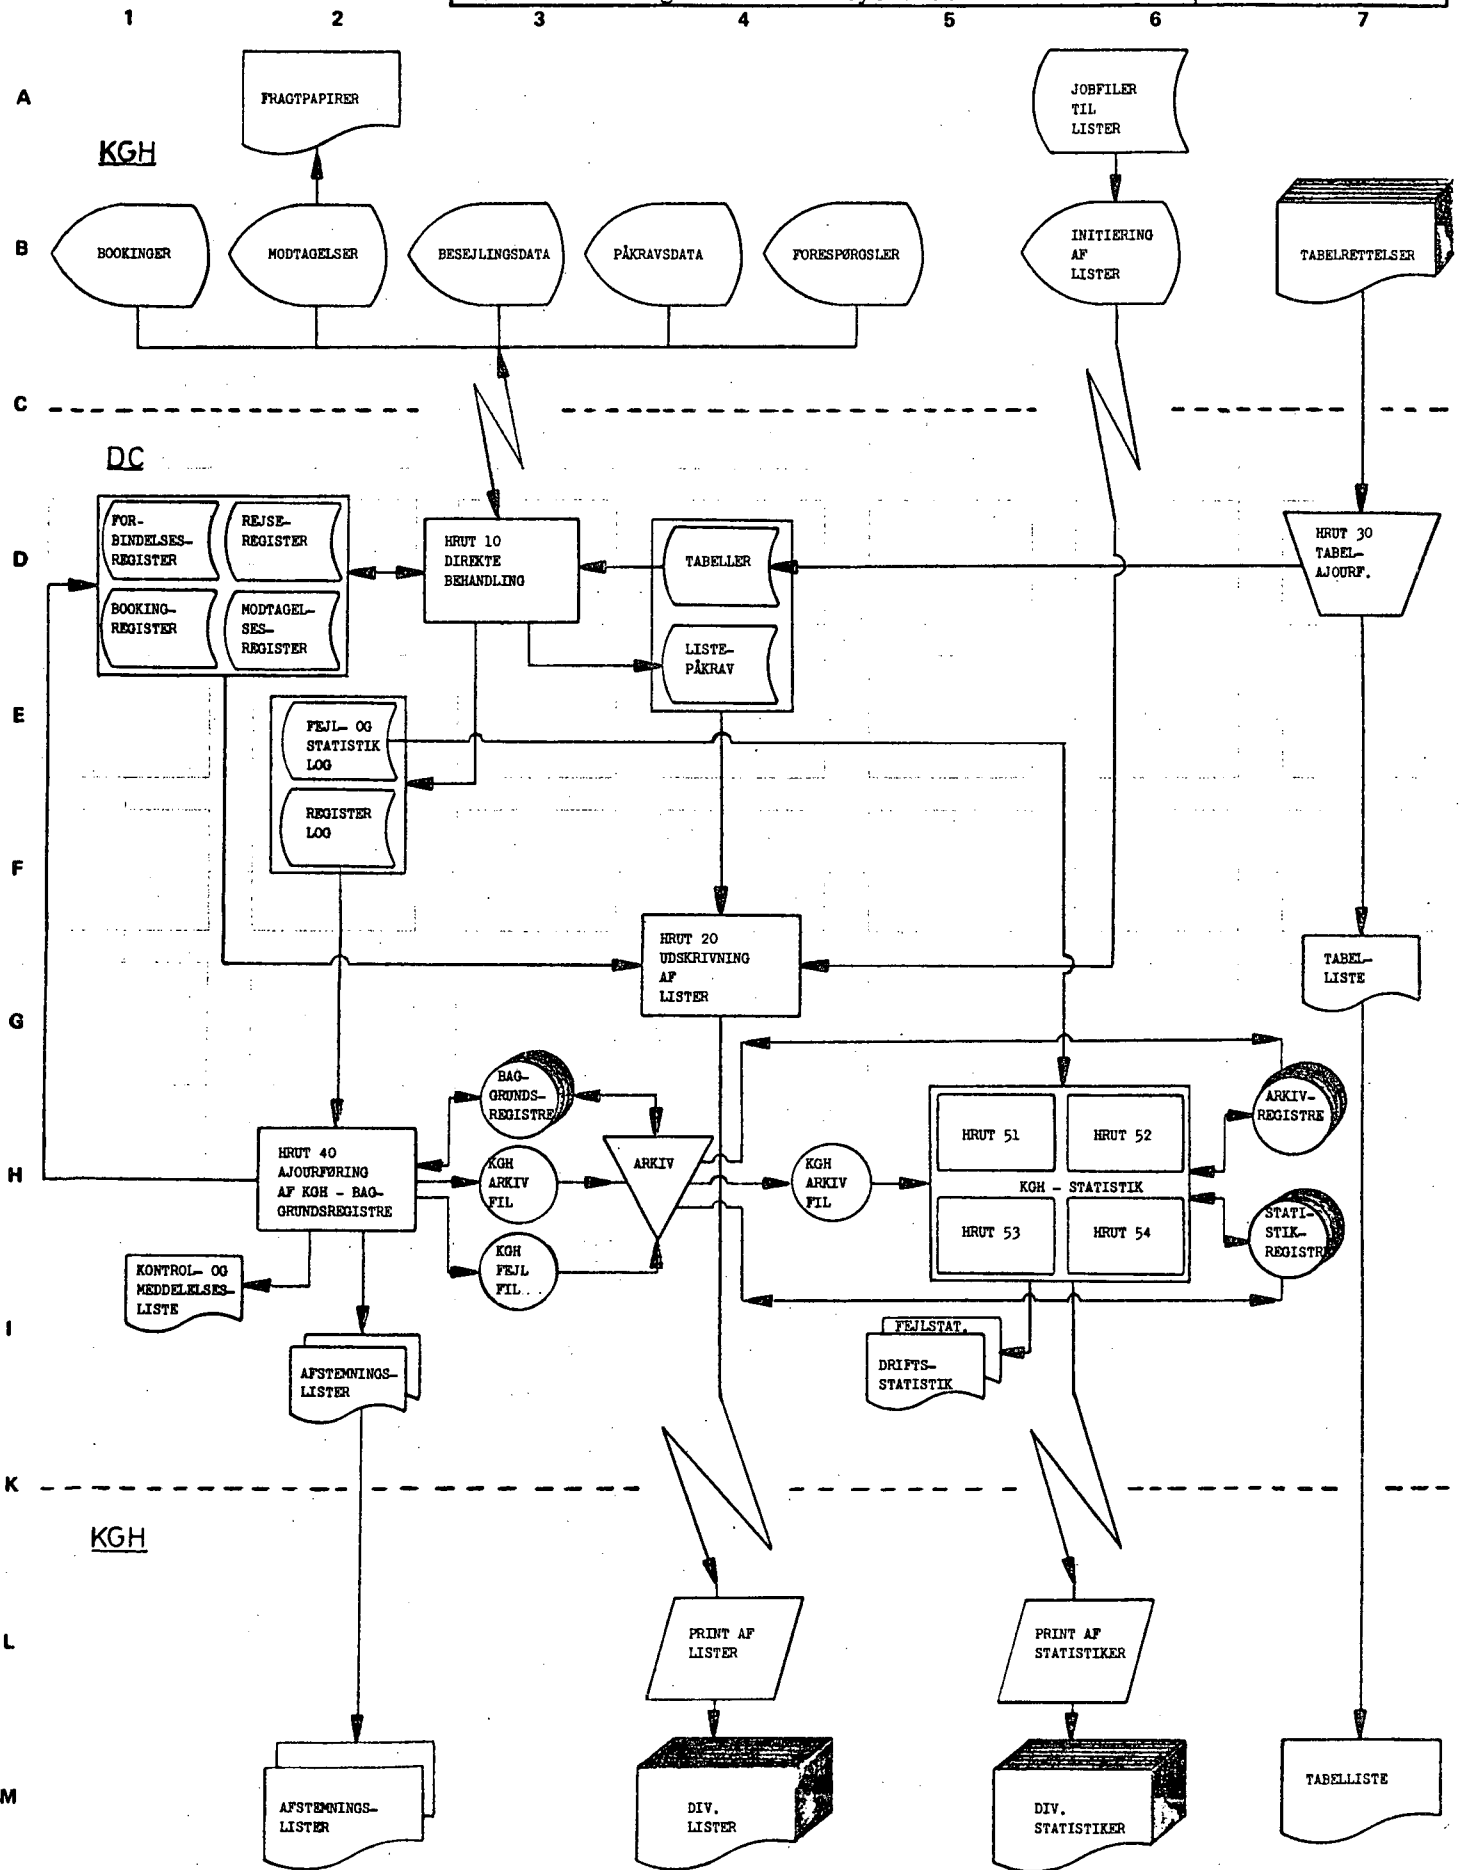 1 2 3 4 5 6 7
A
FRAGTPAPIRER
JOBFILER
TIL
LISTER
KGH
B
BOOKINGER
MODTAGELSER
BESEJLINGSDATA
PÅKRAVSDATA
FORESPØRGSLER
INITIERING
AF
LISTER
TABELRETTELSER
C
DC
D
FOR-
BINDELSES-
REGISTER
REJSE-
REGISTER
BOOKING-
REGISTER
MODTAGEL-
SES-
REGISTER
HRUT 10
DIREKTE
BEHANDLING
TABELLER
LISTE-
PÅKRAV
HRUT 30
TABEL-
AJOURF.
E
FEJL- OG
STATISTIK
LOG
REGISTER
LOG
F
HRUT 20
UDSKRIVNING
AF
LISTER
TABEL-
LISTE
G
BAG-
GRUNDS-
REGISTRE
ARKIV-
REGISTRE
H
HRUT 40
AJOURFØRING
AF KGH - BAG-
GRUNDSREGISTRE
KGH
ARKIV
FIL
ARKIV
KGH
ARKIV
FIL
HRUT 51
HRUT 52
KGH - STATISTIK
HRUT 53
HRUT 54
STATI-
STIK-
REGISTRE
KGH
FEJL
FIL
KONTROL- OG
MEDDELELSES-
LISTE
I
AFSTEMNINGS-
LISTER
FEJLSTAT.
DRIFTS-
STATISTIK
K
KGH
L
PRINT AF
LISTER
PRINT AF
STATISTIKER
M
AFSTEMNINGS-
LISTER
DIV.
LISTER
DIV.
STATISTIKER
TABELLISTE